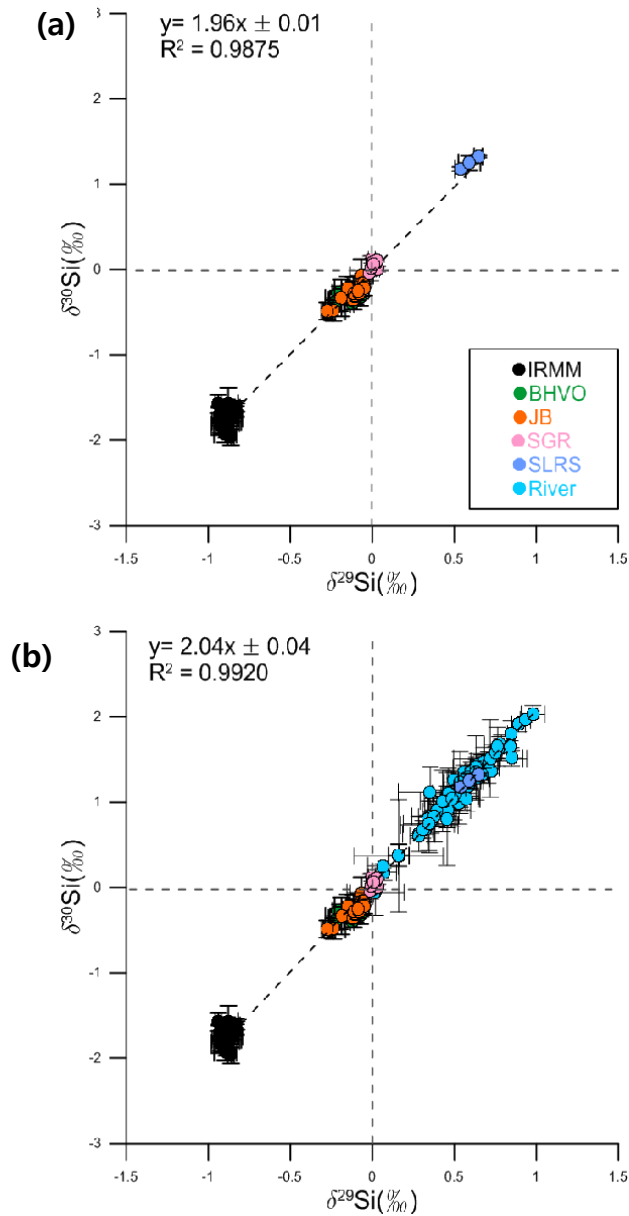 (a)
y= 1.96x ± 0.01
R² = 0.9875
3
2
1
0
-1
-2
-3
δ³⁰Si(‰)
IRMM
BHVO
JB
SGR
SLRS
River
-1.5
-1
-0.5
0
0.5
1
1.5
δ²⁹Si(‰)
(b)
y= 2.04x ± 0.04
R² = 0.9920
3
2
1
0
-1
-2
-3
δ³⁰Si(‰)
-1.5
-1
-0.5
0
0.5
1
1.5
δ²⁹Si(‰)